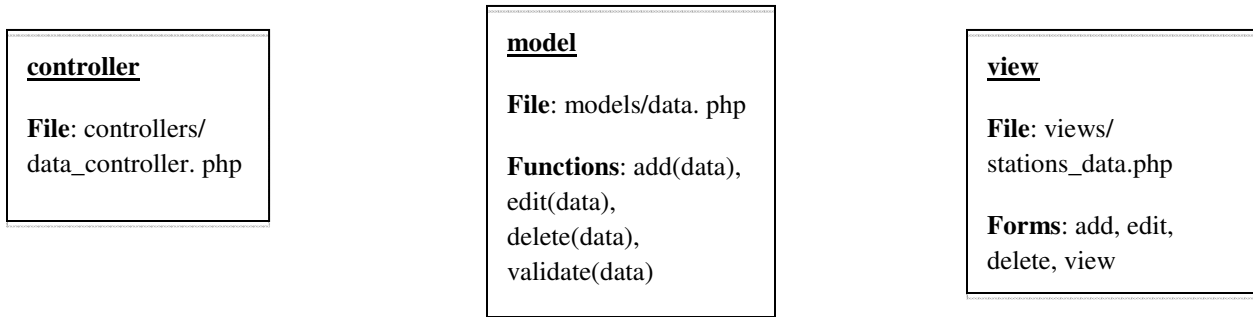 controller
File: controllers/
data_controller. php
model
File: models/data. php
Functions: add(data),
edit(data),
delete(data),
validate(data)
view
File: views/
stations_data.php
Forms: add, edit,
delete, view